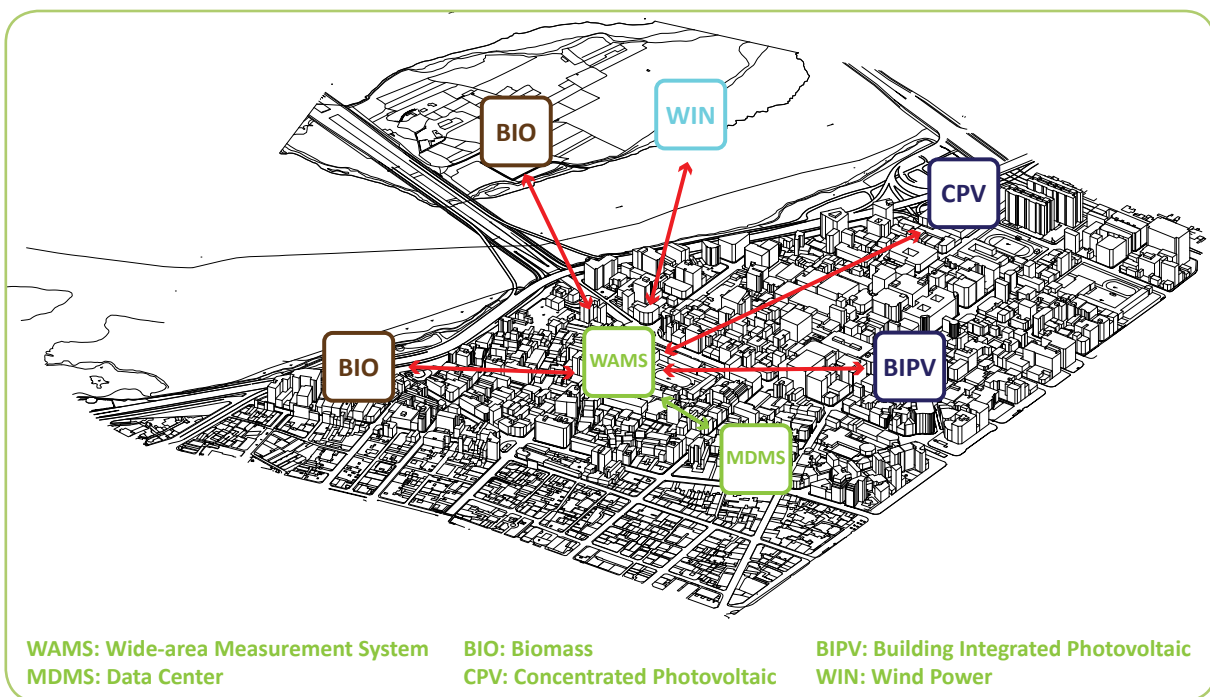 BIO
WIN
CPV
BIO
WAMS
BIPV
MDMS
WAMS: Wide-area Measurement System
BIO: Biomass
BIPV: Building Integrated Photovoltaic
MDMS: Data Center
CPV: Concentrated Photovoltaic
WIN: Wind Power